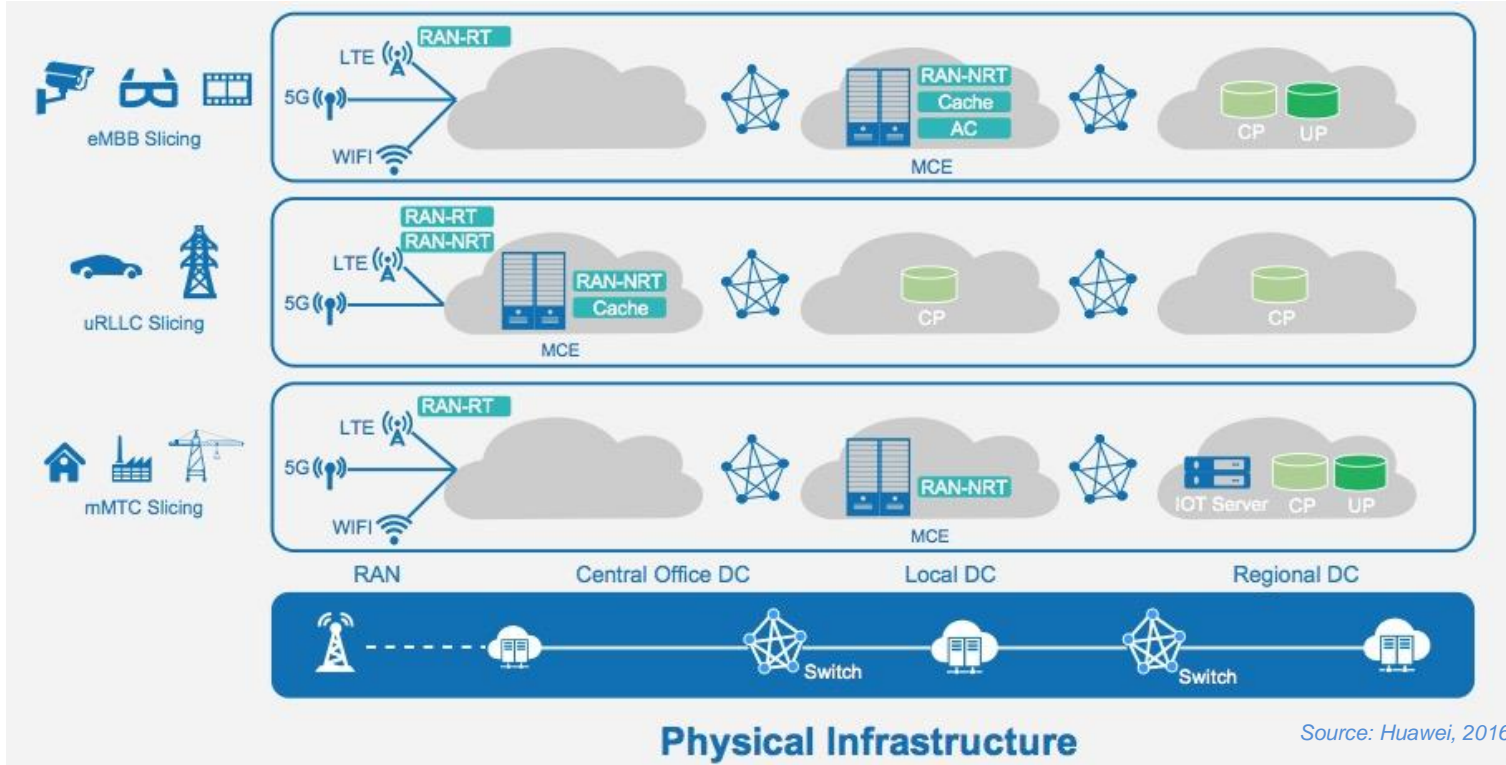 RAN-RT
LTE
5G
WIFI
eMBB Slicing
RAN-NRT
Cache
AC
MCE
CP UP
RAN-RT
RAN-NRT
LTE
5G
uRLLC Slicing
RAN-NRT
Cache
MCE
CP
CP
RAN-RT
LTE
5G
WIFI
mMTC Slicing
RAN-NRT
MCE
IOT Server CP UP
RAN Central Office DC Local DC Regional DC
Switch
Switch
Physical Infrastructure
Source: Huawei, 2016